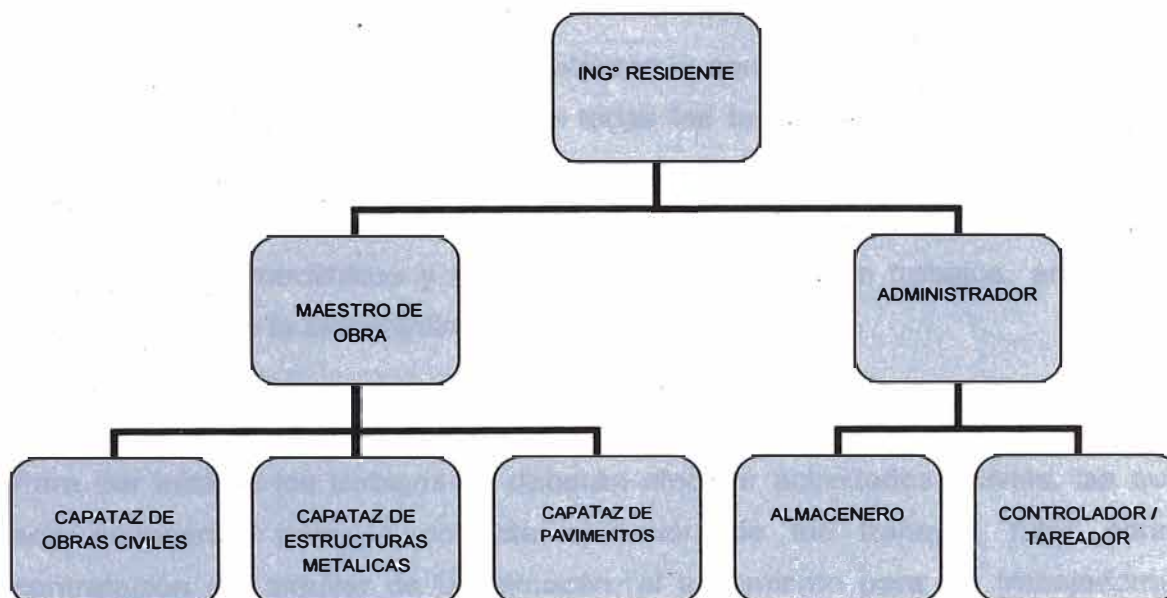 ING° RESIDENTE
MAESTRO DE
OBRA
ADMINISTRADOR
CAPATAZ DE
OBRAS CIVILES
CAPATAZ DE
ESTRUCTURAS
METALICAS
CAPATAZ DE
PAVIMENTOS
ALMACENERO
CONTROLADOR /
TAREADOR